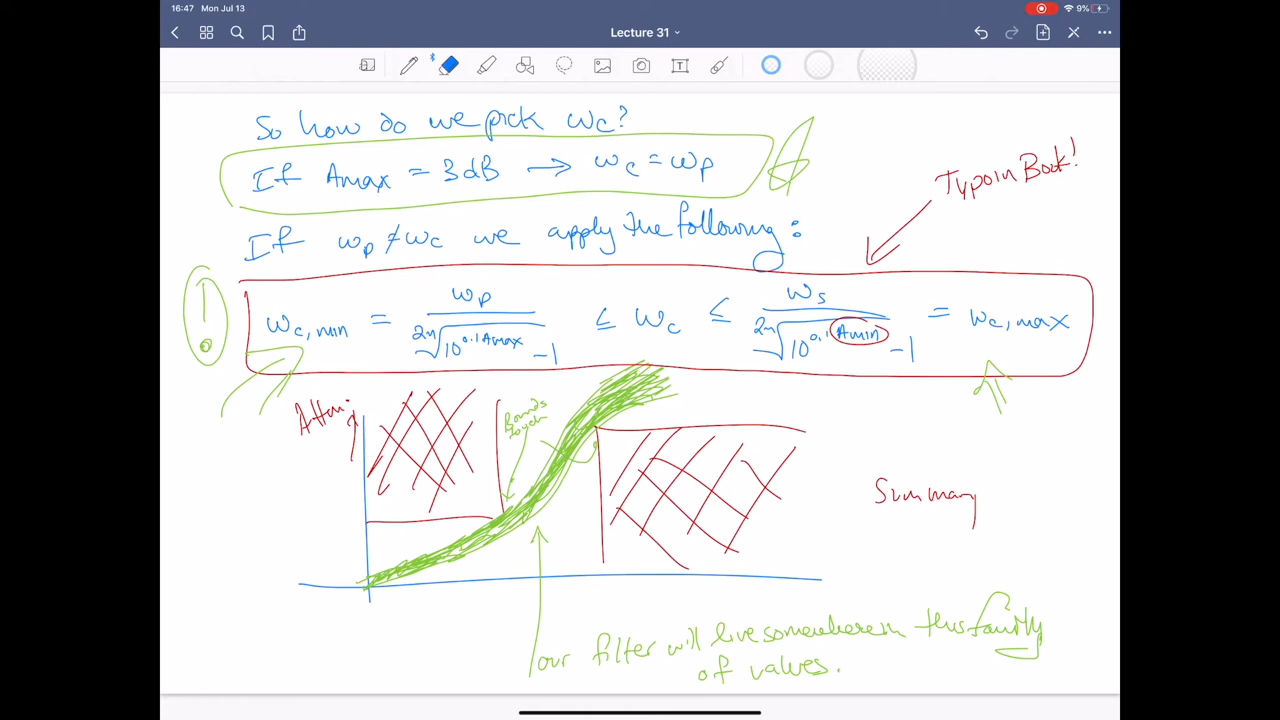 16:47 Mon Jul 13
9%
Lecture 31
So how do we pick ωc?
If Amax = 3dB → ωc = ωp
Typo in Book!
If ωp ≠ ωc we apply the following:
ωc,min = ωp / 2n√(10^0.1Amax - 1) ≤ ωc ≤ ωs / 2n√(10^0.1Amin - 1) = ωc,max
Atten.
Bounds
touch
Summary
our filter will live somewhere in this family
of values.